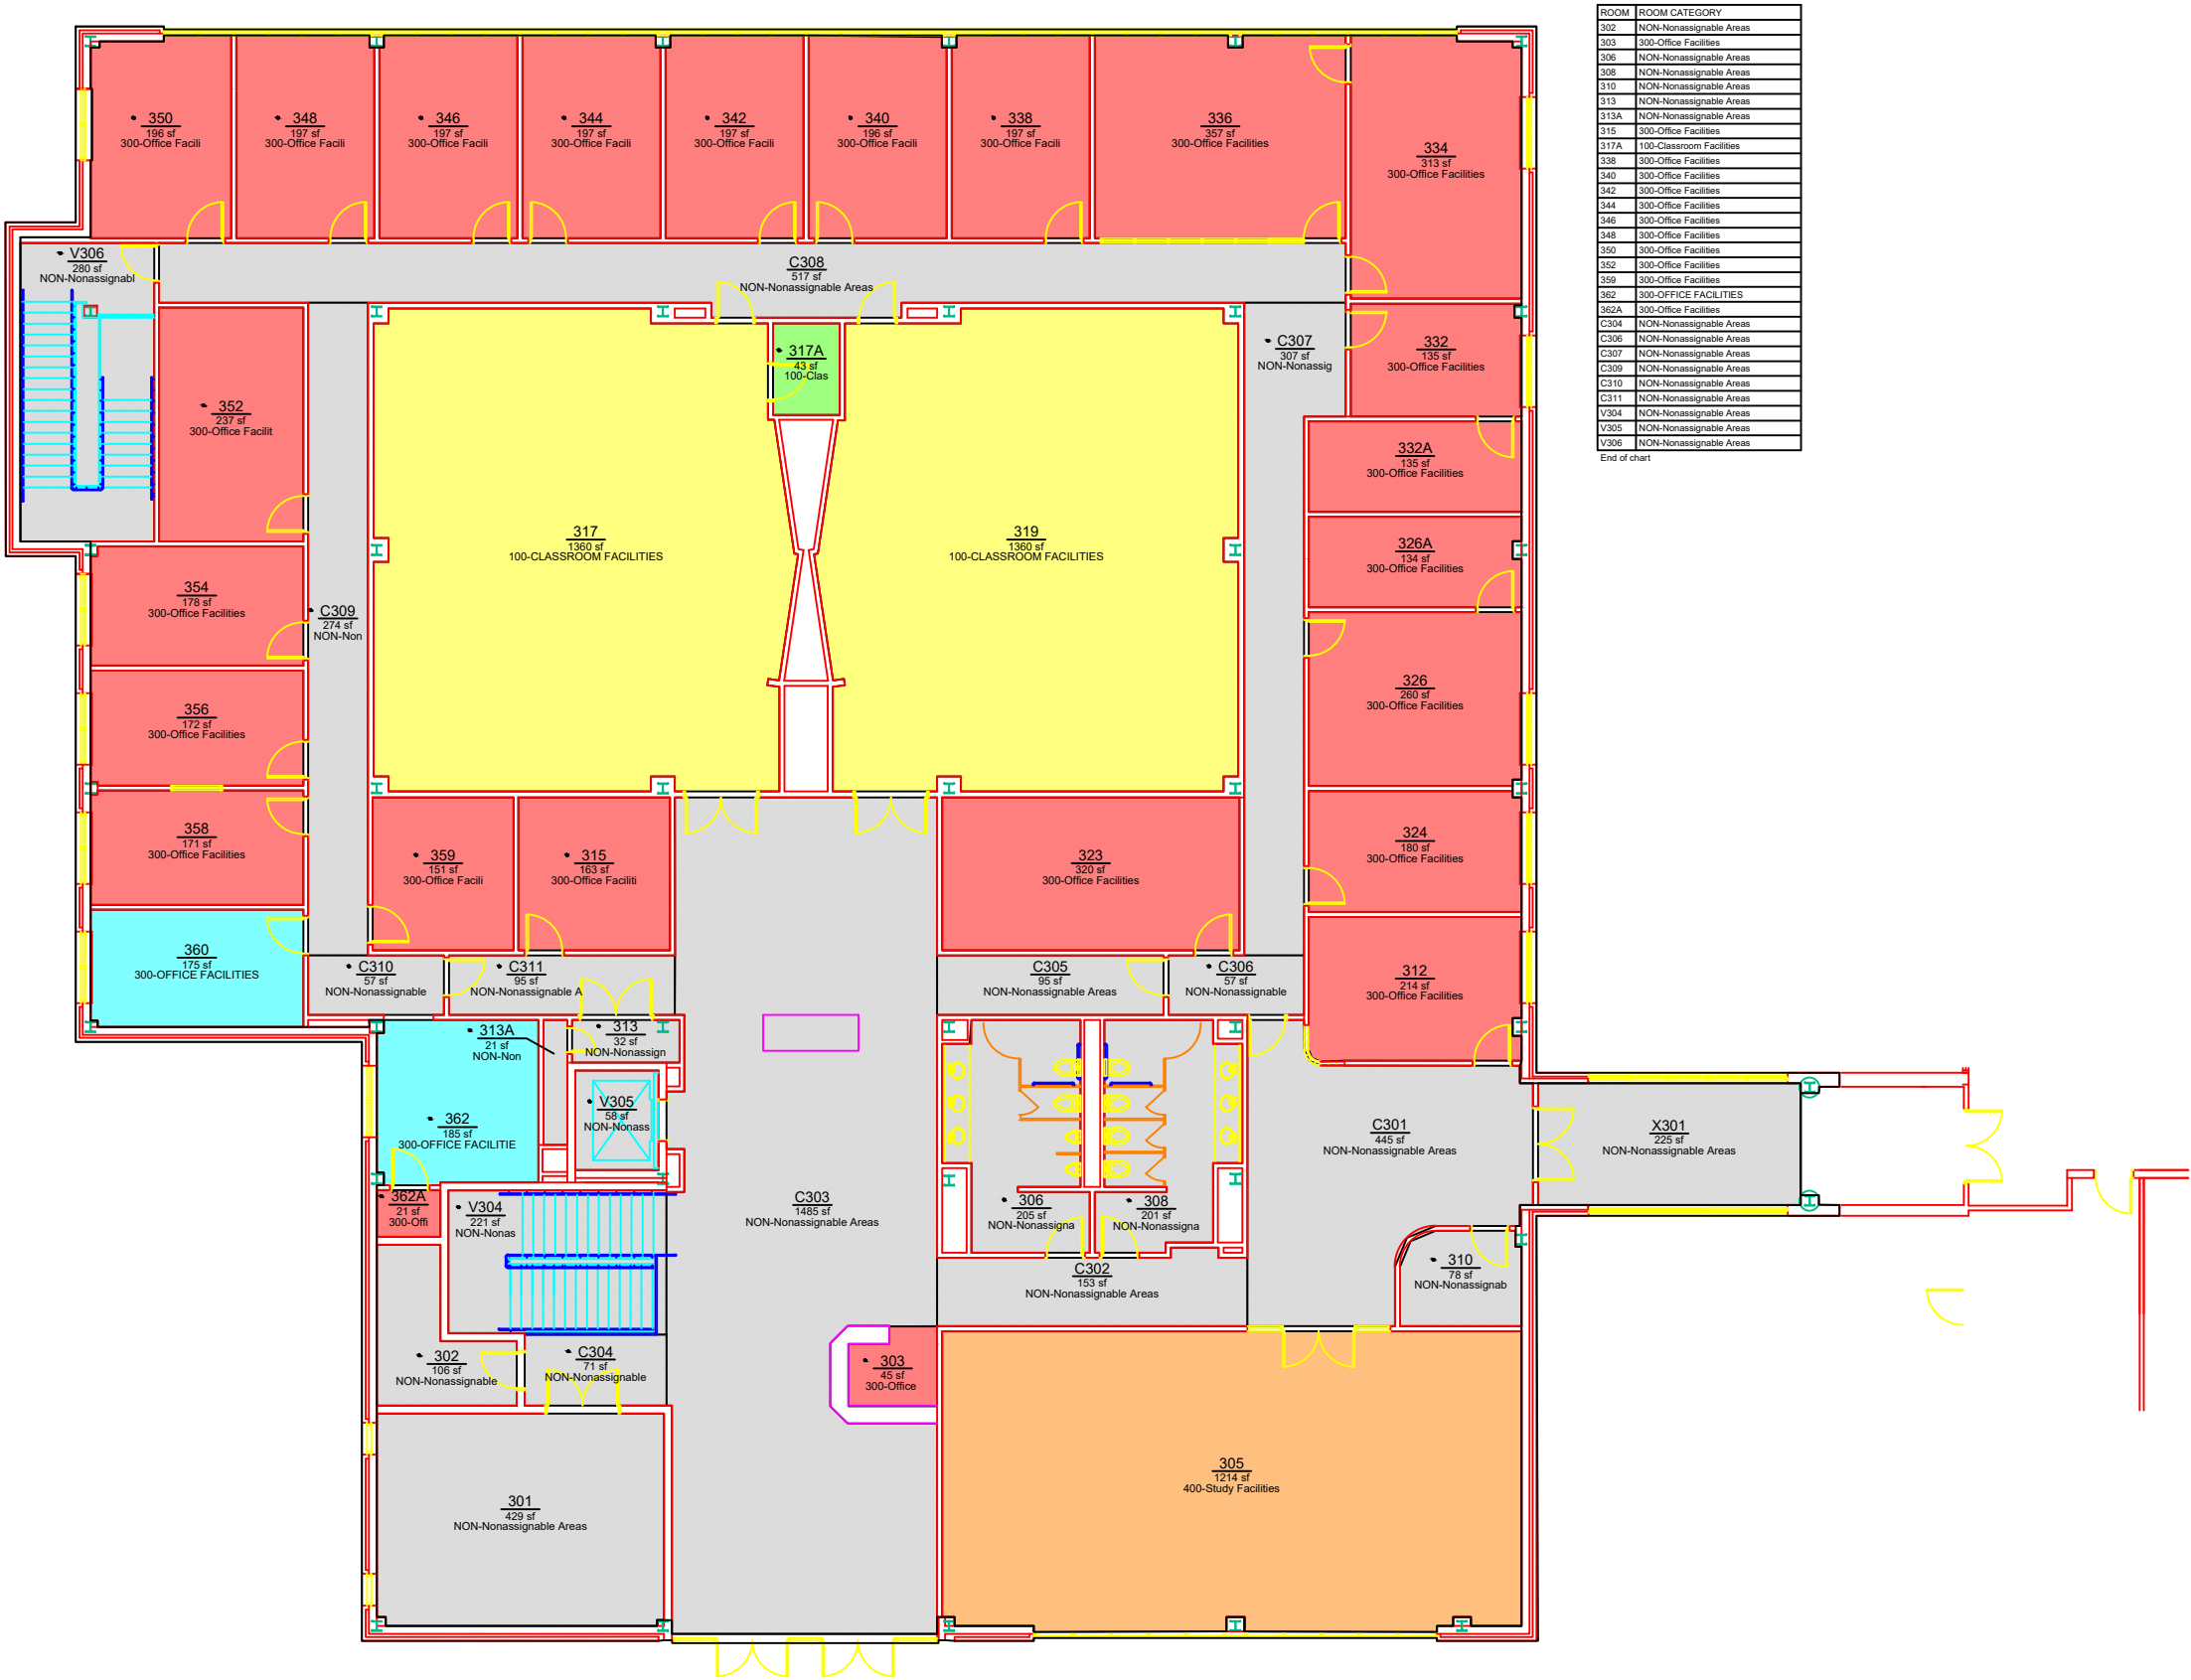 ROOM ROOM CATEGORY
302 NON-Nonassignable Areas
303 300-Office Facilities
306 NON-Nonassignable Areas
308 NON-Nonassignable Areas
310 NON-Nonassignable Areas
313 NON-Nonassignable Areas
313A NON-Nonassignable Areas
315 300-Office Facilities
317A 100-Classroom Facilities
338 300-Office Facilities
340 300-Office Facilities
342 300-Office Facilities
344 300-Office Facilities
346 300-Office Facilities
348 300-Office Facilities
350 300-Office Facilities
352 300-Office Facilities
359 300-Office Facilities
362 300-OFFICE FACILITIES
362A 300-Office Facilities
C304 NON-Nonassignable Areas
C306 NON-Nonassignable Areas
C307 NON-Nonassignable Areas
C309 NON-Nonassignable Areas
C310 NON-Nonassignable Areas
C311 NON-Nonassignable Areas
V304 NON-Nonassignable Areas
V305 NON-Nonassignable Areas
V306 NON-Nonassignable Areas
End of chart
350
196 sf
300-Office Facili
348
197 sf
300-Office Facili
346
197 sf
300-Office Facili
344
197 sf
300-Office Facili
342
197 sf
300-Office Facili
340
196 sf
300-Office Facili
338
197 sf
300-Office Facili
336
357 sf
300-Office Facilities
334
313 sf
300-Office Facilities
V306
280 sf
NON-Nonassignabl
C308
517 sf
NON-Nonassignable Areas
317A
43 sf
100-Clas
C307
307 sf
NON-Nonassig
332
135 sf
300-Office Facilities
352
237 sf
300-Office Facilit
332A
135 sf
300-Office Facilities
317
1360 sf
100-CLASSROOM FACILITIES
319
1360 sf
100-CLASSROOM FACILITIES
326A
134 sf
300-Office Facilities
354
178 sf
300-Office Facilities
C309
274 sf
NON-Non
326
260 sf
300-Office Facilities
356
172 sf
300-Office Facilities
358
171 sf
300-Office Facilities
359
151 sf
300-Office Facili
315
163 sf
300-Office Faciliti
323
320 sf
300-Office Facilities
324
180 sf
300-Office Facilities
360
175 sf
300-OFFICE FACILITIES
C310
57 sf
NON-Nonassignable
C311
95 sf
NON-Nonassignable A
C305
95 sf
NON-Nonassignable Areas
C306
57 sf
NON-Nonassignable
312
214 sf
300-Office Facilities
313A
21 sf
NON-Non
313
32 sf
NON-Nonassign
362
185 sf
300-OFFICE FACILITIE
V305
58 sf
NON-Nonass
C301
445 sf
NON-Nonassignable Areas
X301
225 sf
NON-Nonassignable Areas
362A
21 sf
300-Offi
V304
221 sf
NON-Nonas
C303
1485 sf
NON-Nonassignable Areas
306
205 sf
NON-Nonassigna
308
201 sf
NON-Nonassigna
C302
153 sf
NON-Nonassignable Areas
310
78 sf
NON-Nonassignab
302
106 sf
NON-Nonassignable
C304
71 sf
NON-Nonassignable
303
45 sf
300-Office
301
429 sf
NON-Nonassignable Areas
305
1214 sf
400-Study Facilities